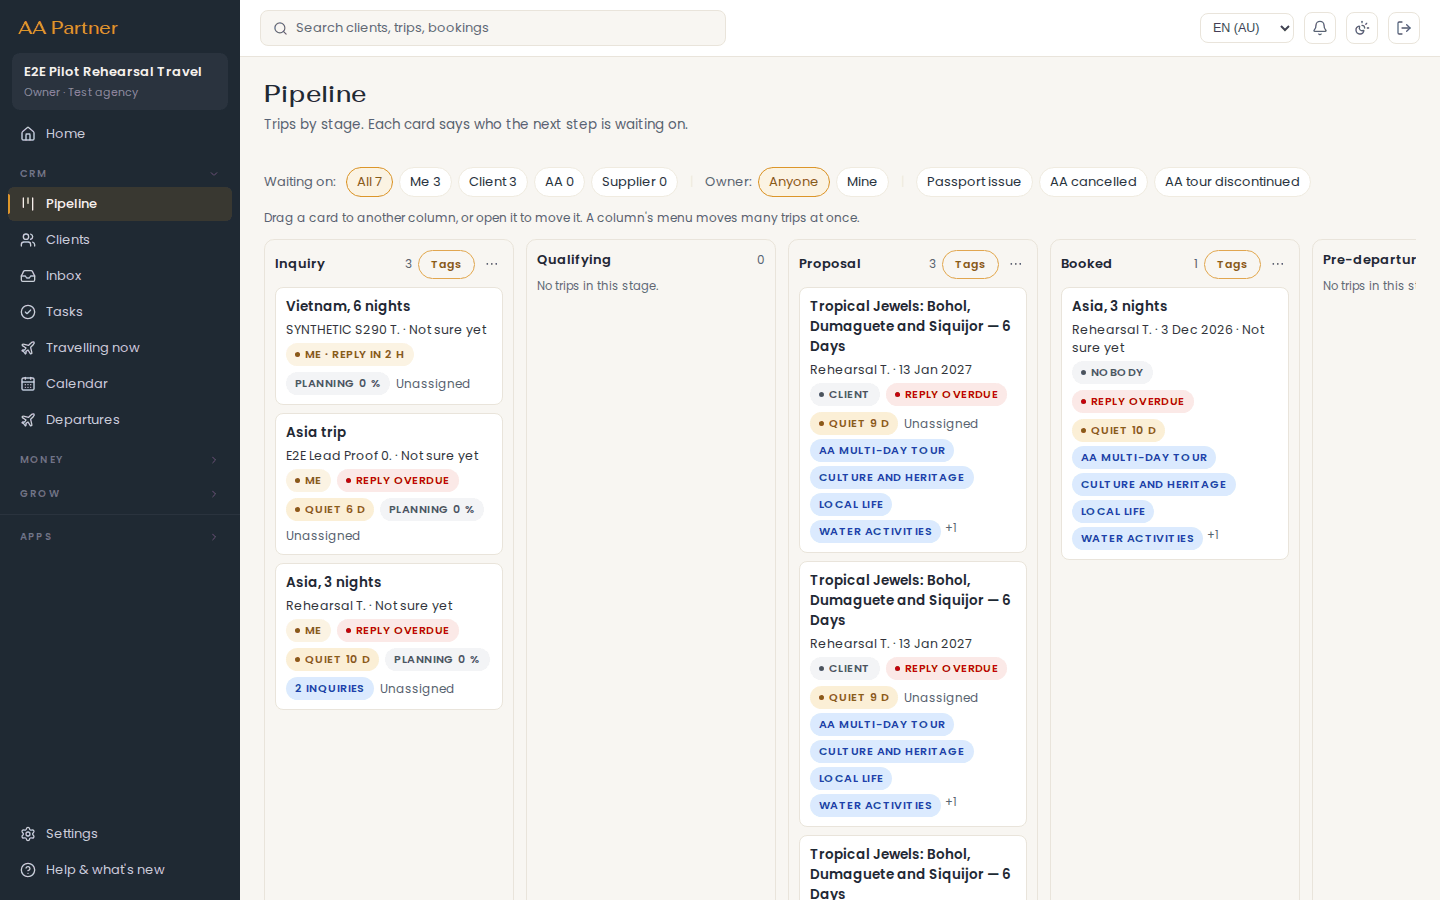 AA Partner
E2E Pilot Rehearsal Travel
Owner · Test agency
Home
CRM
Pipeline
Clients
Inbox
Tasks
Travelling now
Calendar
Departures
MONEY
GROW
APPS
Settings
Help & what's new
Search clients, trips, bookings
EN (AU)
Pipeline
Trips by stage. Each card says who the next step is waiting on.
Waiting on: All 7 Me 3 Client 3 AA 0 Supplier 0 Owner: Anyone Mine Passport issue AA cancelled AA tour discontinued
Drag a card to another column, or open it to move it. A column's menu moves many trips at once.
Inquiry 3 Tags ···
Vietnam, 6 nights
SYNTHETIC S290 T. · Not sure yet
ME · REPLY IN 2 H
PLANNING 0 % Unassigned
Asia trip
E2E Lead Proof 0. · Not sure yet
ME REPLY OVERDUE
QUIET 6 D PLANNING 0 %
Unassigned
Asia, 3 nights
Rehearsal T. · Not sure yet
ME REPLY OVERDUE
QUIET 10 D PLANNING 0 %
2 INQUIRIES Unassigned
Qualifying 0
No trips in this stage.
Proposal 3 Tags ···
Tropical Jewels: Bohol,
Dumaguete and Siquijor — 6
Days
Rehearsal T. · 13 Jan 2027
CLIENT REPLY OVERDUE
QUIET 9 D Unassigned
AA MULTI-DAY TOUR
CULTURE AND HERITAGE
LOCAL LIFE
WATER ACTIVITIES +1
Tropical Jewels: Bohol,
Dumaguete and Siquijor — 6
Days
Rehearsal T. · 13 Jan 2027
CLIENT REPLY OVERDUE
QUIET 9 D Unassigned
AA MULTI-DAY TOUR
CULTURE AND HERITAGE
LOCAL LIFE
WATER ACTIVITIES +1
Tropical Jewels: Bohol,
Dumaguete and Siquijor — 6
Days
Booked 1 Tags ···
Asia, 3 nights
Rehearsal T. · 3 Dec 2026 · Not
sure yet
NOBODY
REPLY OVERDUE
QUIET 10 D
AA MULTI-DAY TOUR
CULTURE AND HERITAGE
LOCAL LIFE
WATER ACTIVITIES +1
Pre-departur
No trips in this s